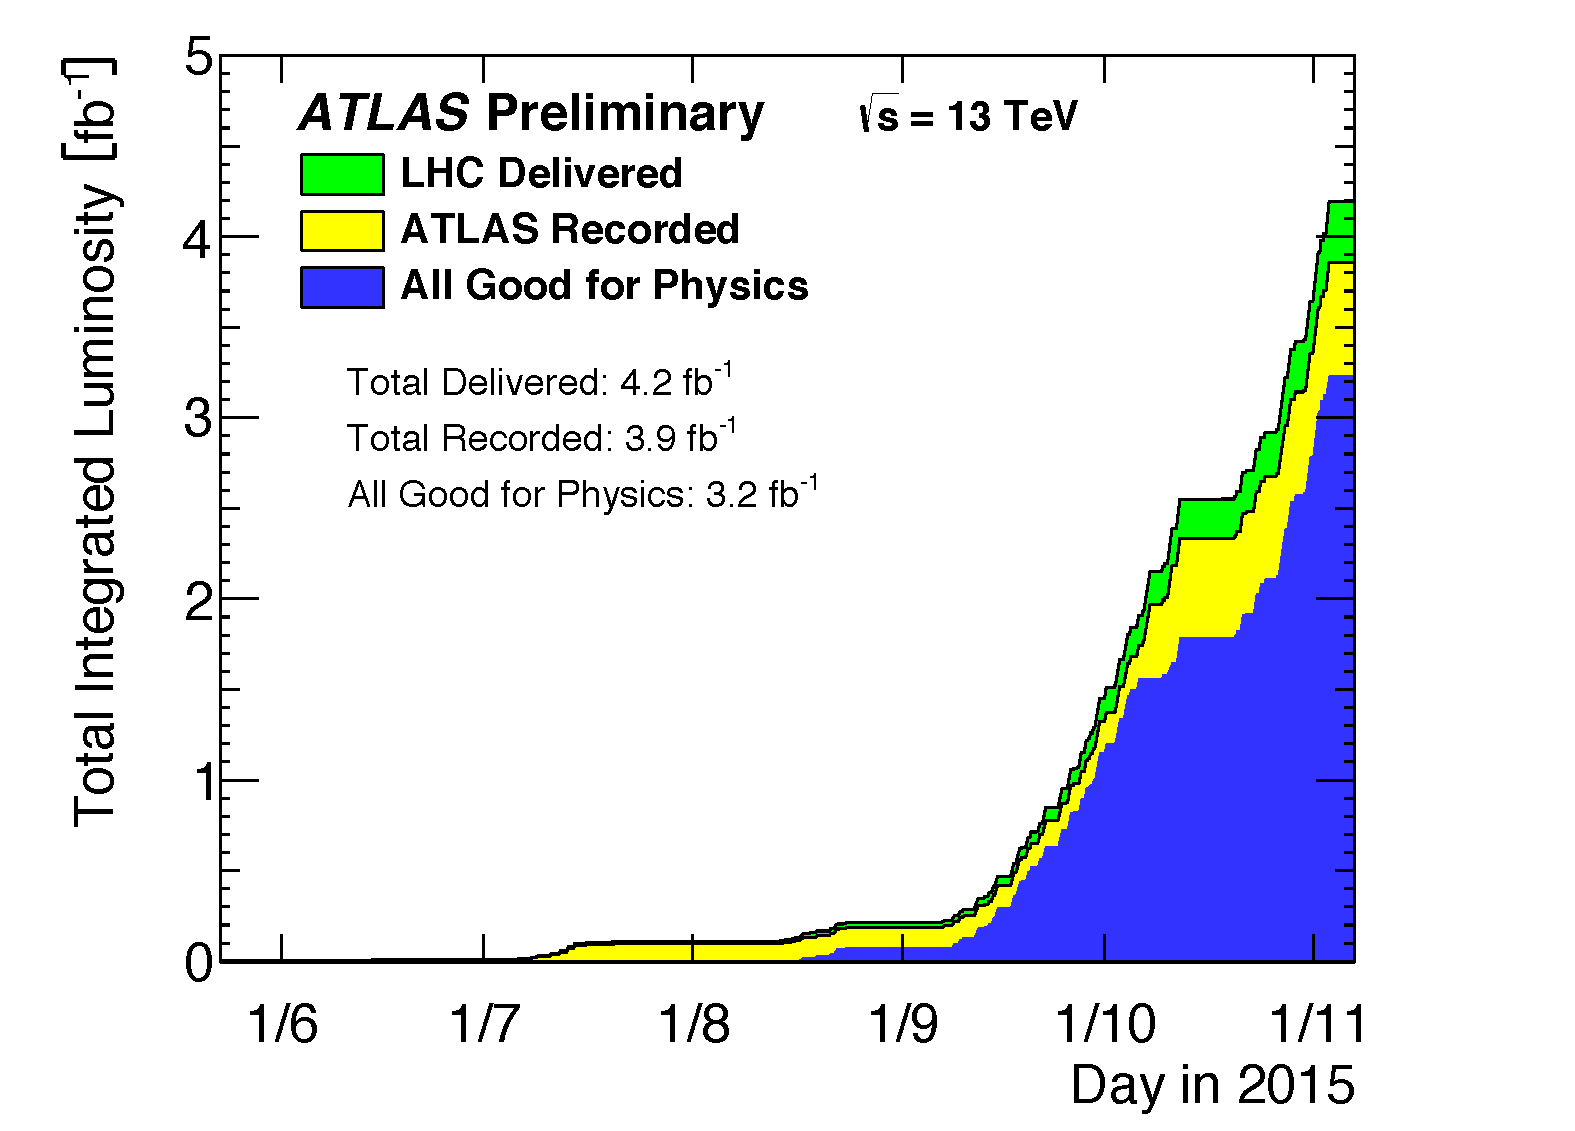 ATLAS Preliminary √s = 13 TeV
LHC Delivered
ATLAS Recorded
All Good for Physics
Total Delivered: 4.2 fb⁻¹
Total Recorded: 3.9 fb⁻¹
All Good for Physics: 3.2 fb⁻¹
Total Integrated Luminosity [fb⁻¹]
5
4
3
2
1
0
1/6 1/7 1/8 1/9 1/10 1/11
Day in 2015